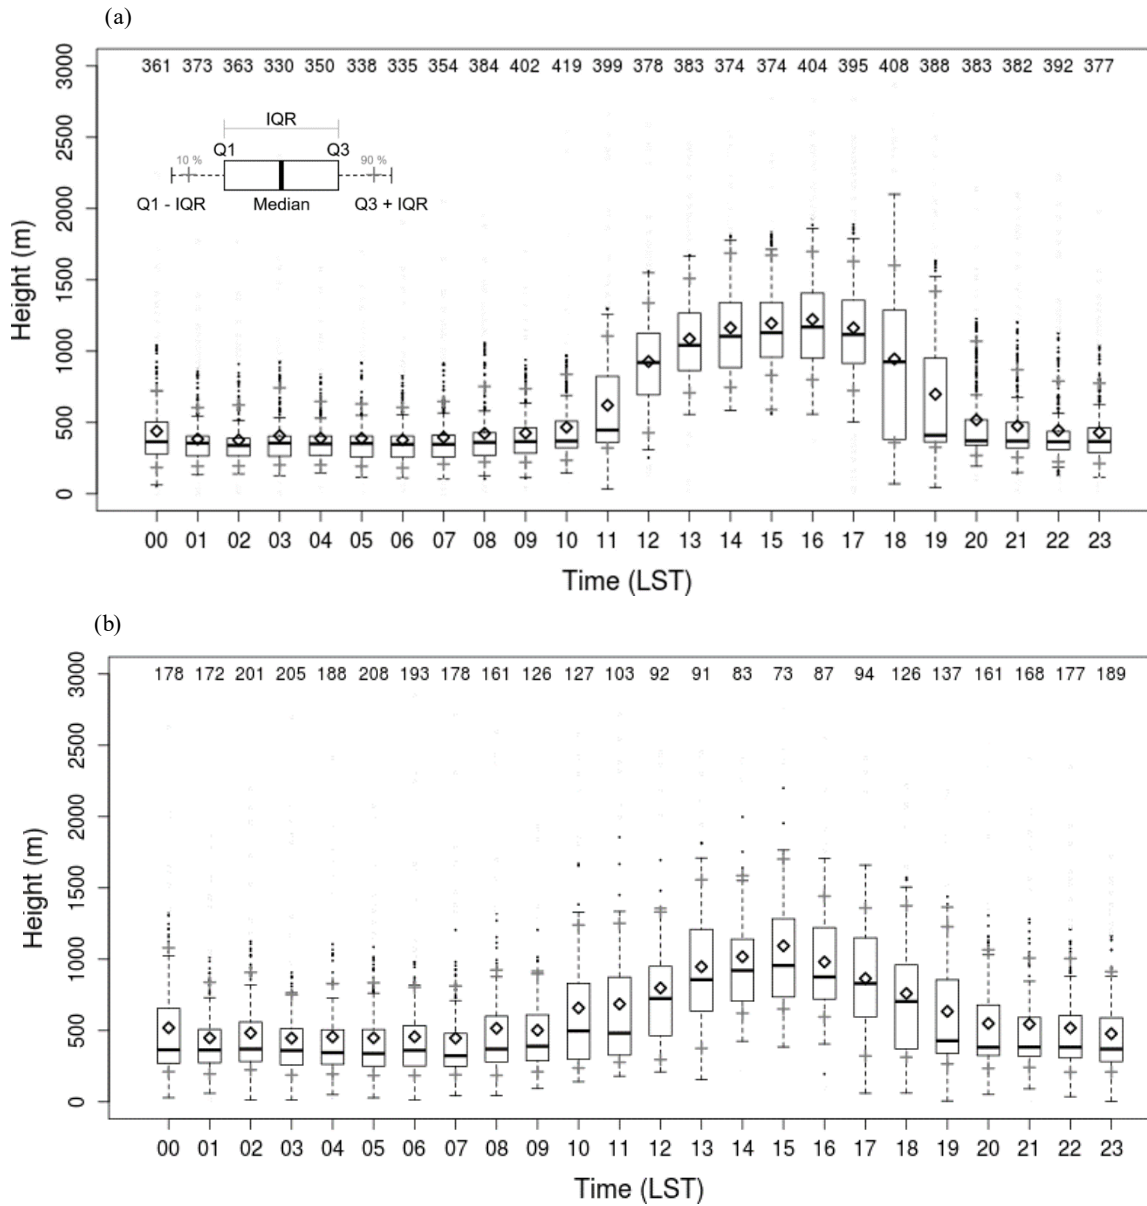 (a)
3000
361 373 363 330 350 338 335 354 384 402 419 399 378 383 374 374 404 395 408 388 383 382 392 377
IQR
2500
Q1 Q3
10 % 90 %
Q1 - IQR Median Q3 + IQR
2000
1500
1000
500
0
Height (m)
00 01 02 03 04 05 06 07 08 09 10 11 12 13 14 15 16 17 18 19 20 21 22 23
Time (LST)
(b)
3000
178 172 201 205 188 208 193 178 161 126 127 103 92 91 83 73 87 94 126 137 161 168 177 189
2500
2000
1500
1000
500
0
Height (m)
00 01 02 03 04 05 06 07 08 09 10 11 12 13 14 15 16 17 18 19 20 21 22 23
Time (LST)